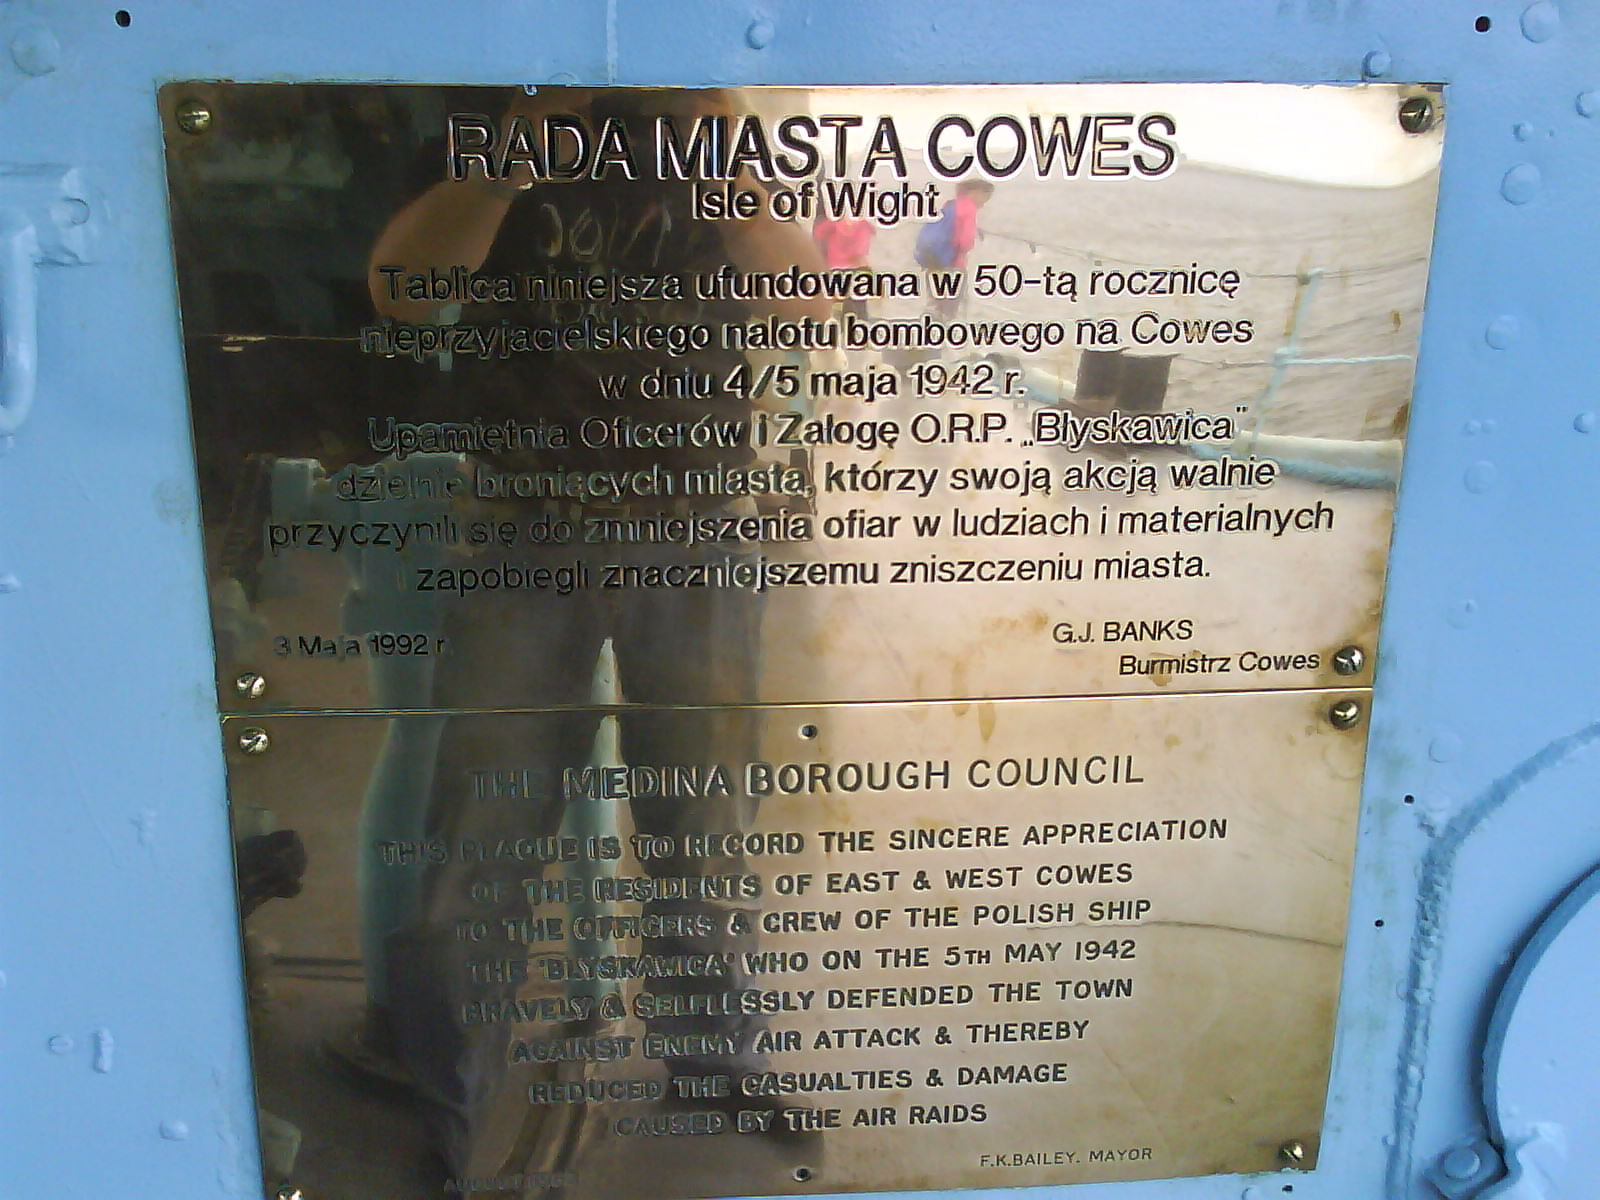 RADA MIASTA COWES
Isle of Wight
Tablica niniejsza ufundowana w 50-tą rocznicę
nieprzyjacielskiego nalotu bombowego na Cowes
w dniu 4/5 maja 1942 r.
Upamiętnia Oficerów i Załogę O.R.P. „Błyskawica"
dzielnie broniących miasta, którzy swoją akcją walnie
przyczynili się do zmniejszenia ofiar w ludziach i materialnych
zapobiegli znaczniejszemu zniszczeniu miasta.
3 Maja 1992 r.
G.J. BANKS
Burmistrz Cowes
THE MEDINA BOROUGH COUNCIL
THIS PLAQUE IS TO RECORD THE SINCERE APPRECIATION
OF THE RESIDENTS OF EAST & WEST COWES
TO THE OFFICERS & CREW OF THE POLISH SHIP
THE 'BLYSKAWICA' WHO ON THE 5TH MAY 1942
BRAVELY & SELFLESSLY DEFENDED THE TOWN
AGAINST ENEMY AIR ATTACK & THEREBY
REDUCED THE CASUALTIES & DAMAGE
CAUSED BY THE AIR RAIDS
F.K.BAILEY. MAYOR
AUGUST